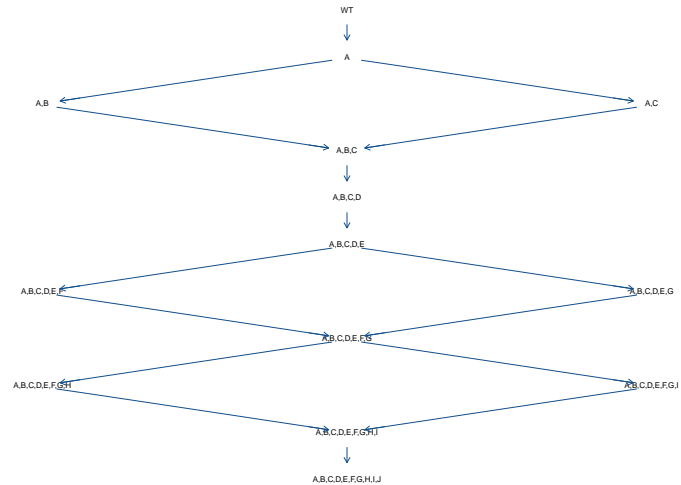 WT
A
A,B
A,C
A,B,C
A,B,C,D
A,B,C,D,E
A,B,C,D,E,F
A,B,C,D,E,G
A,B,C,D,E,F,G
A,B,C,D,E,F,G,H
A,B,C,D,E,F,G,I
A,B,C,D,E,F,G,H,I
A,B,C,D,E,F,G,H,I,J